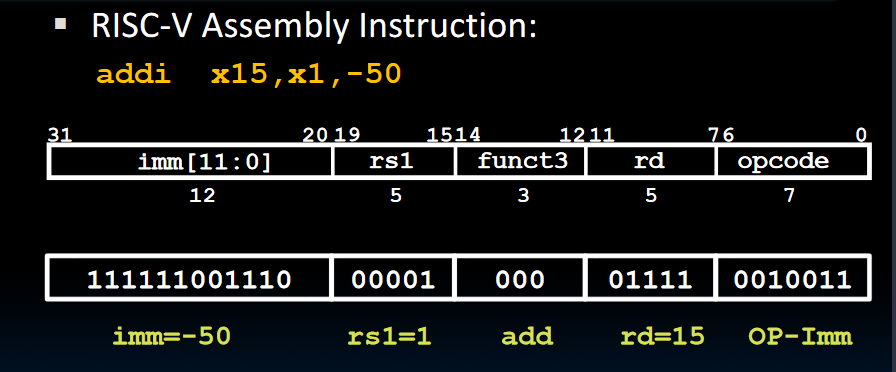 ▪ RISC-V Assembly Instruction:
addi x15,x1,-50
31 20 19 15 14 12 11 7 6 0
imm[11:0] rs1 funct3 rd opcode
12 5 3 5 7
111111001110 00001 000 01111 0010011
imm=-50 rs1=1 add rd=15 OP-Imm